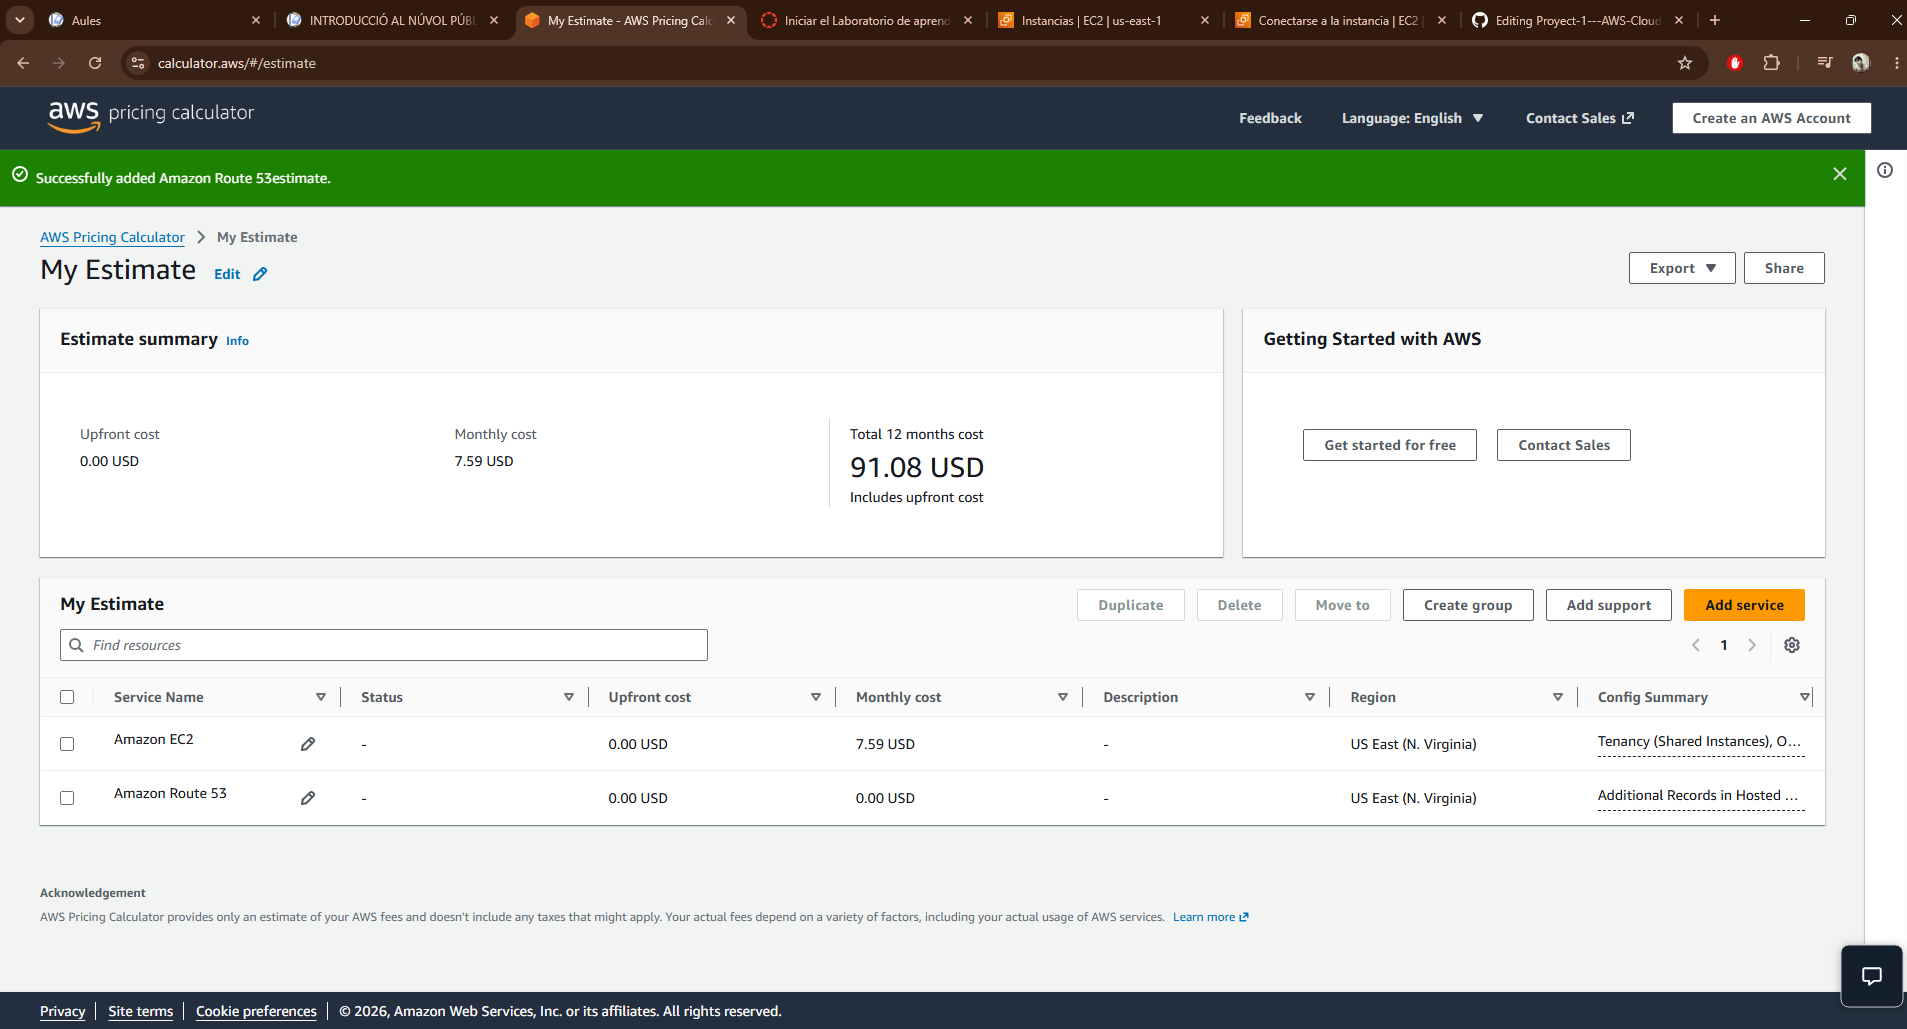 Aules
INTRODUCCIÓ AL NÚVOL PÚBL
My Estimate - AWS Pricing Calc
Iniciar el Laboratorio de aprend
Instancias | EC2 | us-east-1
Conectarse a la instancia | EC2 |
Editing Proyect-1---AWS-Cloud
calculator.aws/#/estimate
aws pricing calculator
Feedback
Language: English
Contact Sales
Create an AWS Account
Successfully added Amazon Route 53estimate.
AWS Pricing Calculator
My Estimate
My Estimate
Edit
Export
Share
Estimate summary Info
Getting Started with AWS
Upfront cost
0.00 USD
Monthly cost
7.59 USD
Total 12 months cost
91.08 USD
Includes upfront cost
Get started for free
Contact Sales
My Estimate
Duplicate
Delete
Move to
Create group
Add support
Add service
Find resources
1
Service Name
Status
Upfront cost
Monthly cost
Description
Region
Config Summary
Amazon EC2 - 0.00 USD 7.59 USD - US East (N. Virginia) Tenancy (Shared Instances), O...
Amazon Route 53 - 0.00 USD 0.00 USD - US East (N. Virginia) Additional Records in Hosted ...
Acknowledgement
AWS Pricing Calculator provides only an estimate of your AWS fees and doesn't include any taxes that might apply. Your actual fees depend on a variety of factors, including your actual usage of AWS services. Learn more
Privacy
Site terms
Cookie preferences
© 2026, Amazon Web Services, Inc. or its affiliates. All rights reserved.